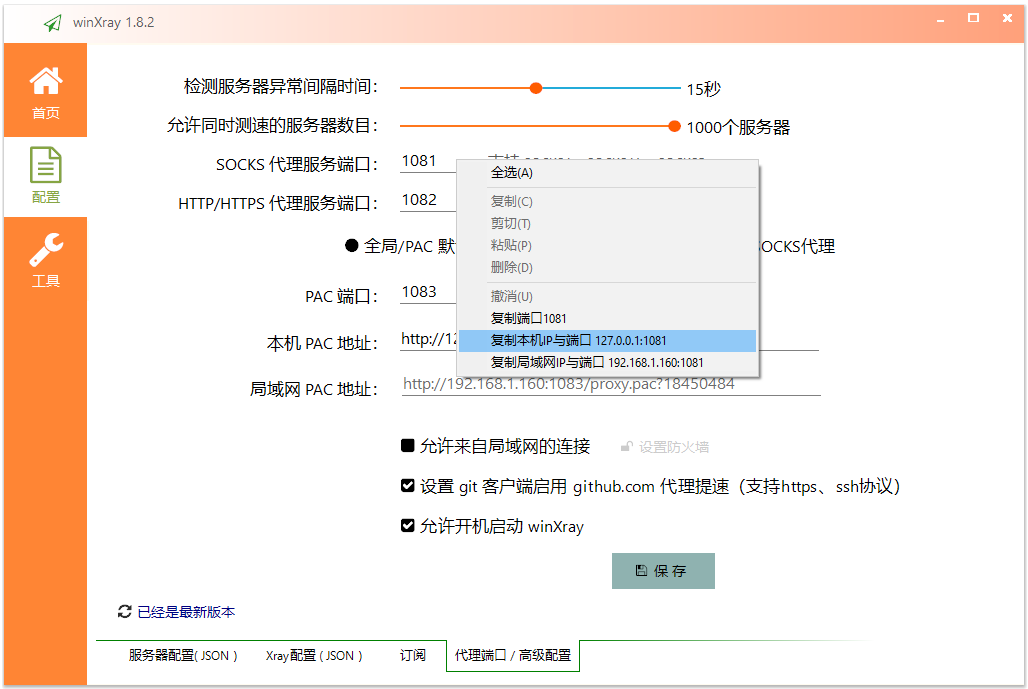 winXray 1.8.2
首页
配置
工具
检测服务器异常间隔时间： 15秒
允许同时测速的服务器数目： 1000个服务器
SOCKS 代理服务端口： 1081
HTTP/HTTPS 代理服务端口： 1082
全局/PAC 默 SOCKS代理
PAC 端口： 1083
本机 PAC 地址： http://12
局域网 PAC 地址： http://192.168.1.160:1083/proxy.pac?18450484
全选(A)
复制(C)
剪切(T)
粘贴(P)
删除(D)
撤消(U)
复制端口1081
复制本机IP与端口 127.0.0.1:1081
复制局域网IP与端口 192.168.1.160:1081
允许来自局域网的连接 设置防火墙
设置 git 客户端启用 github.com 代理提速（支持https、ssh协议）
允许开机启动 winXray
保 存
已经是最新版本
服务器配置( JSON ) Xray配置 ( JSON ) 订阅 代理端口 / 高级配置